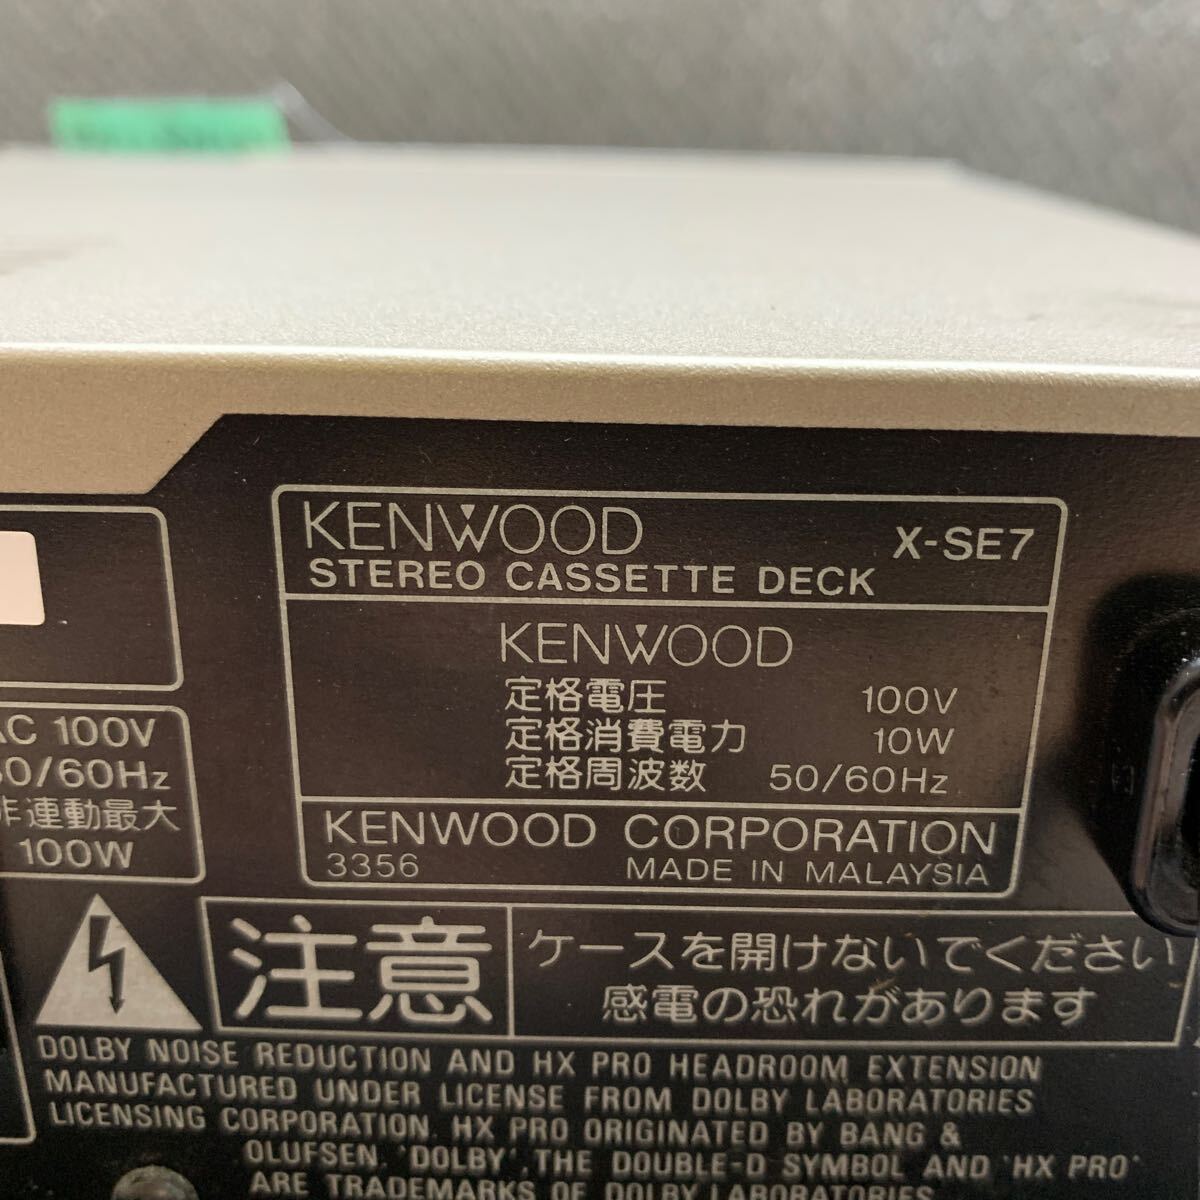 KENWOOD
X-SE7
STEREO CASSETTE DECK
KENWOOD
定格電圧 100V
定格消費電力 10W
定格周波数 50/60Hz
KENWOOD CORPORATION
3356 MADE IN MALAYSIA
AC 100V
50/60Hz
非連動最大
100W
注意
ケースを開けないでください
感電の恐れがあります
DOLBY NOISE REDUCTION AND HX PRO HEADROOM EXTENSION
MANUFACTURED UNDER LICENSE FROM DOLBY LABORATORIES
LICENSING CORPORATION. HX PRO ORIGINATED BY BANG &
OLUFSEN. 'DOLBY', THE DOUBLE-D SYMBOL AND 'HX PRO'
ARE TRADEMARKS OF DOLBY LABORATORIES